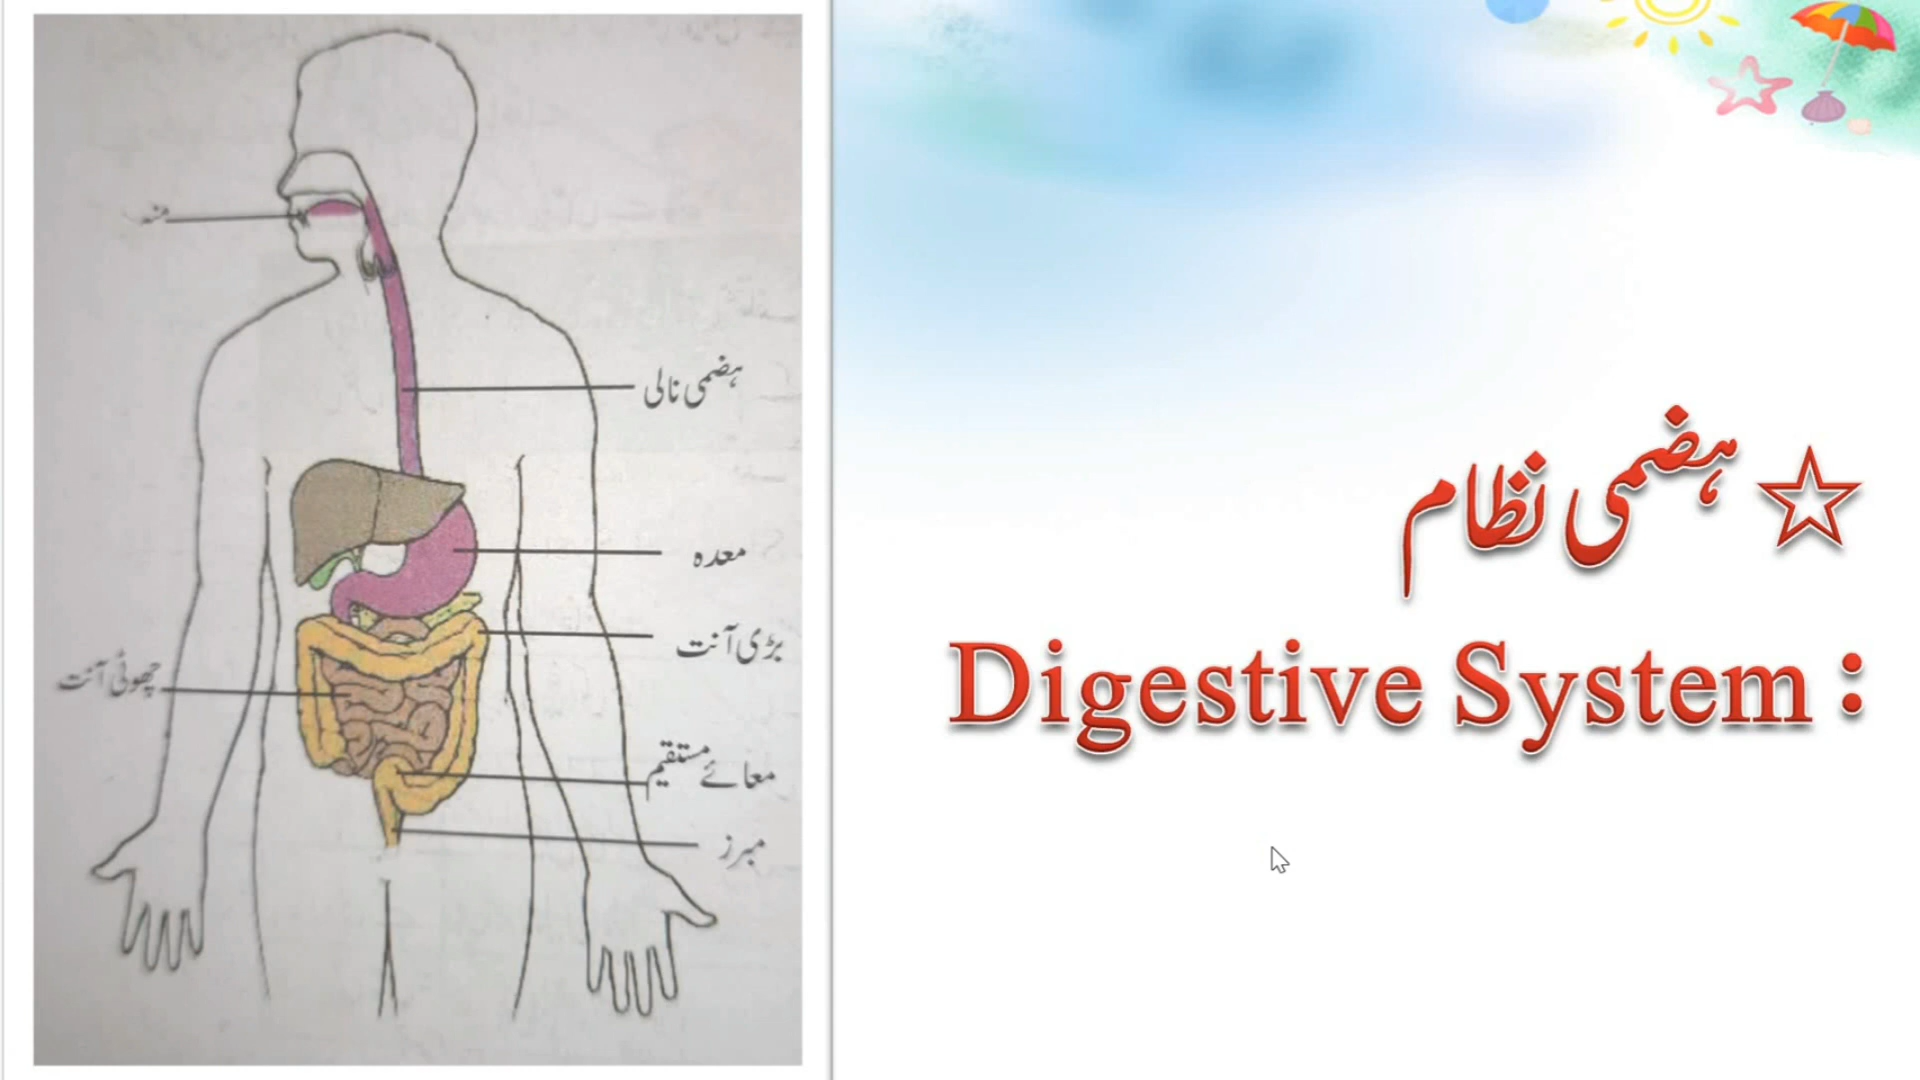 منہ
ہضمی نالی
معدہ
بڑی آنت
چھوٹی آنت
معائے مستقیم
مبرز
☆ ہضمی نظام
Digestive System :